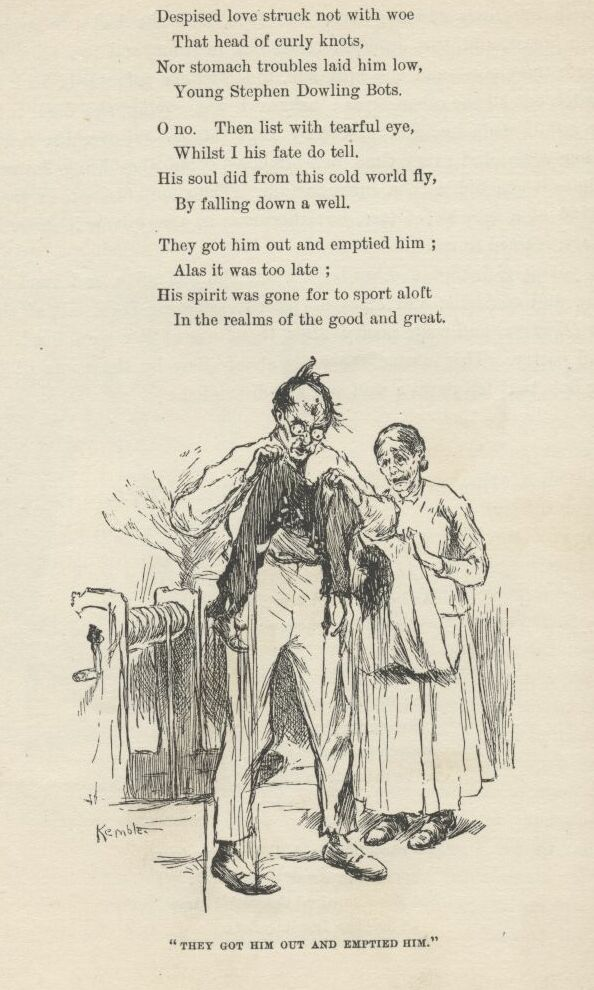 Despised love struck not with woe
That head of curly knots,
Nor stomach troubles laid him low,
Young Stephen Dowling Bots.
O no. Then list with tearful eye,
Whilst I his fate do tell.
His soul did from this cold world fly,
By falling down a well.
They got him out and emptied him ;
Alas it was too late ;
His spirit was gone for to sport aloft
In the realms of the good and great.
Kemble
"THEY GOT HIM OUT AND EMPTIED HIM."